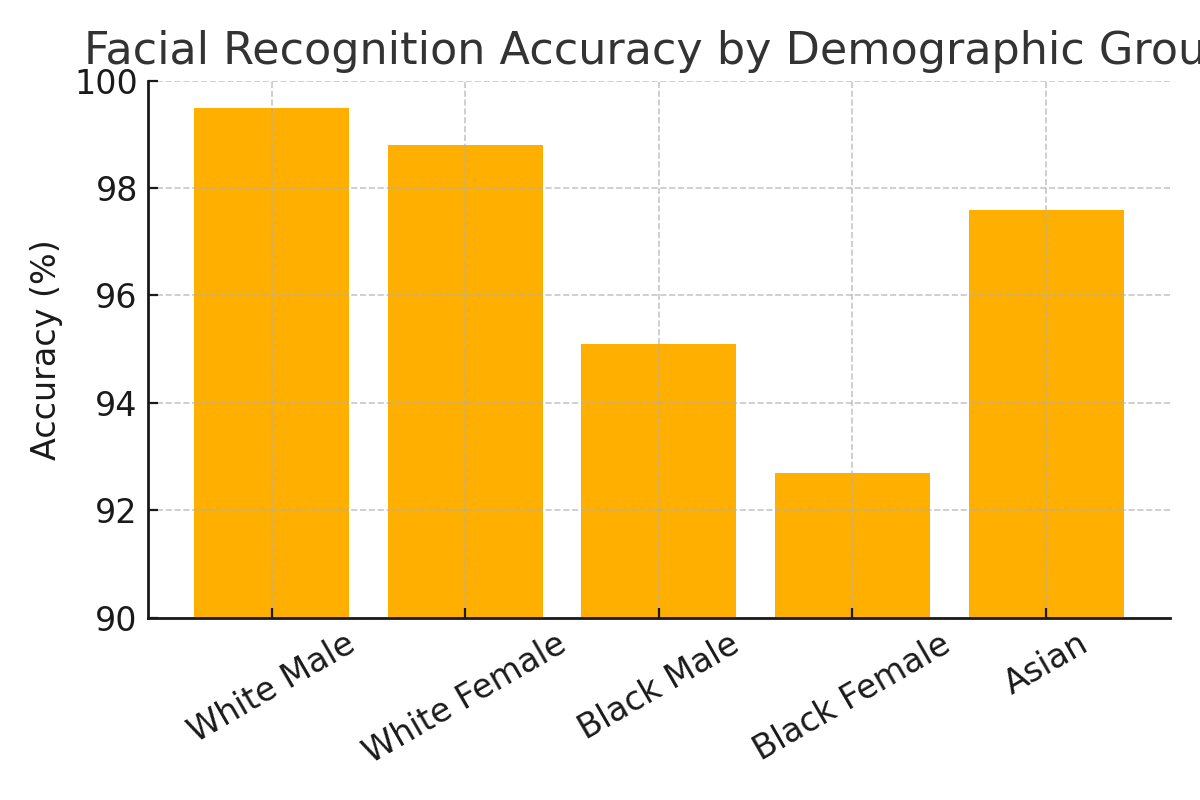 Facial Recognition Accuracy by Demographic Grou
100
98
96
94
92
90
Accuracy (%)
White Male
White Female
Black Male
Black Female
Asian